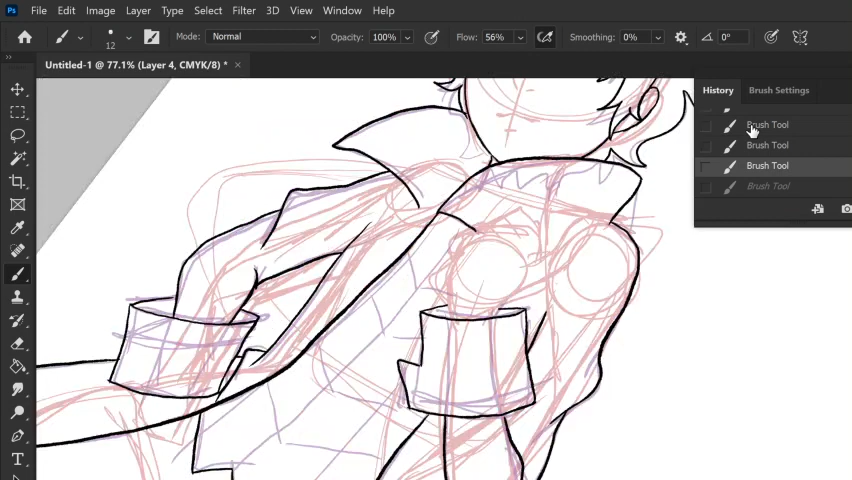 Ps File Edit Image Layer Type Select Filter 3D View Window Help
12 Mode: Normal Opacity: 100% Flow: 56% Smoothing: 0% 0°
Untitled-1 @ 77.1% (Layer 4, CMYK/8) * ×
History Brush Settings
Brush Tool
Brush Tool
Brush Tool
Brush Tool